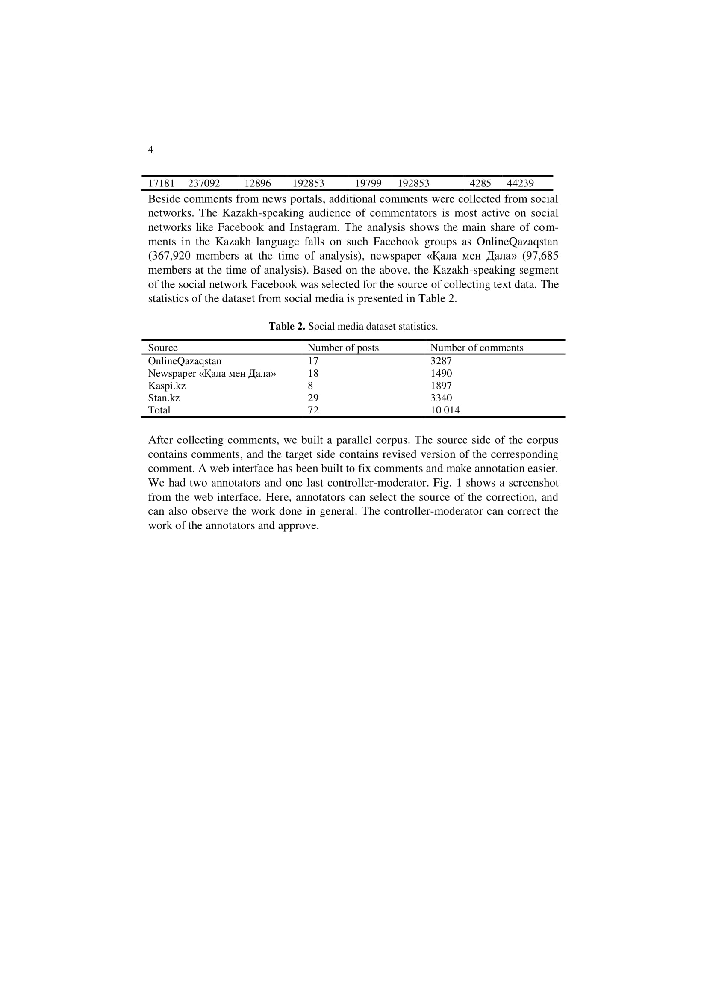 4
17181 237092 12896 192853 19799 192853 4285 44239
Beside comments from news portals, additional comments were collected from social
networks. The Kazakh-speaking audience of commentators is most active on social
networks like Facebook and Instagram. The analysis shows the main share of com-
ments in the Kazakh language falls on such Facebook groups as OnlineQazaqstan
(367,920 members at the time of analysis), newspaper «Қала мен Дала» (97,685
members at the time of analysis). Based on the above, the Kazakh-speaking segment
of the social network Facebook was selected for the source of collecting text data. The
statistics of the dataset from social media is presented in Table 2.
Table 2. Social media dataset statistics.
Source Number of posts Number of comments
OnlineQazaqstan 17 3287
Newspaper «Қала мен Дала» 18 1490
Kaspi.kz 8 1897
Stan.kz 29 3340
Total 72 10 014
After collecting comments, we built a parallel corpus. The source side of the corpus
contains comments, and the target side contains revised version of the corresponding
comment. A web interface has been built to fix comments and make annotation easier.
We had two annotators and one last controller-moderator. Fig. 1 shows a screenshot
from the web interface. Here, annotators can select the source of the correction, and
can also observe the work done in general. The controller-moderator can correct the
work of the annotators and approve.